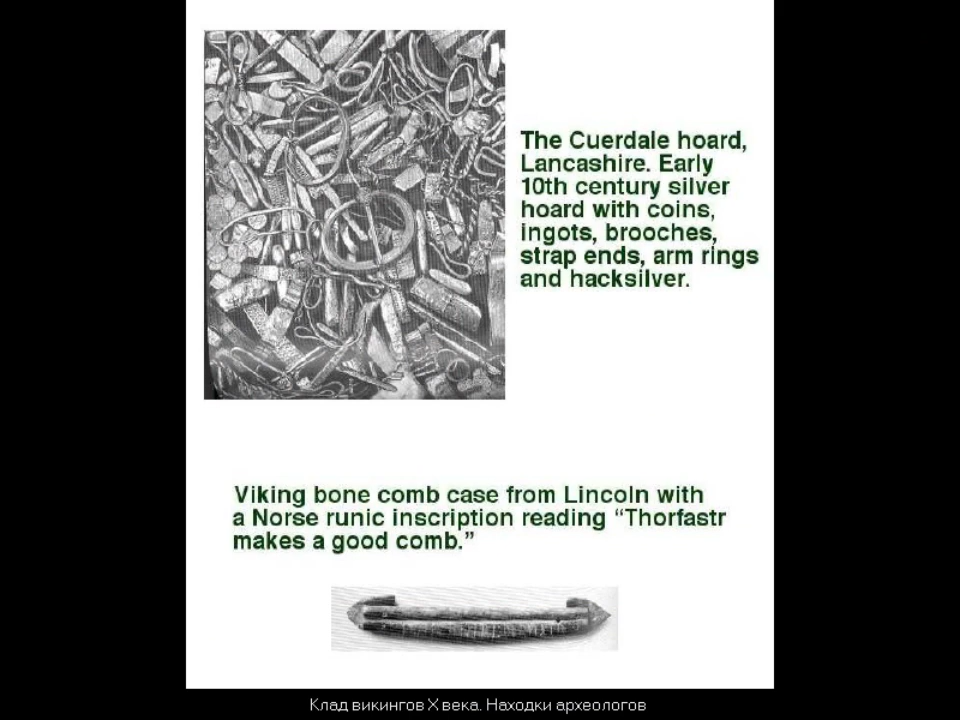 The Cuerdale hoard,
Lancashire. Early
10th century silver
hoard with coins,
ingots, brooches,
strap ends, arm rings
and hacksilver.
Viking bone comb case from Lincoln with
a Norse runic inscription reading “Thorfastr
makes a good comb.”
Клад викингов X века. Находки археологов